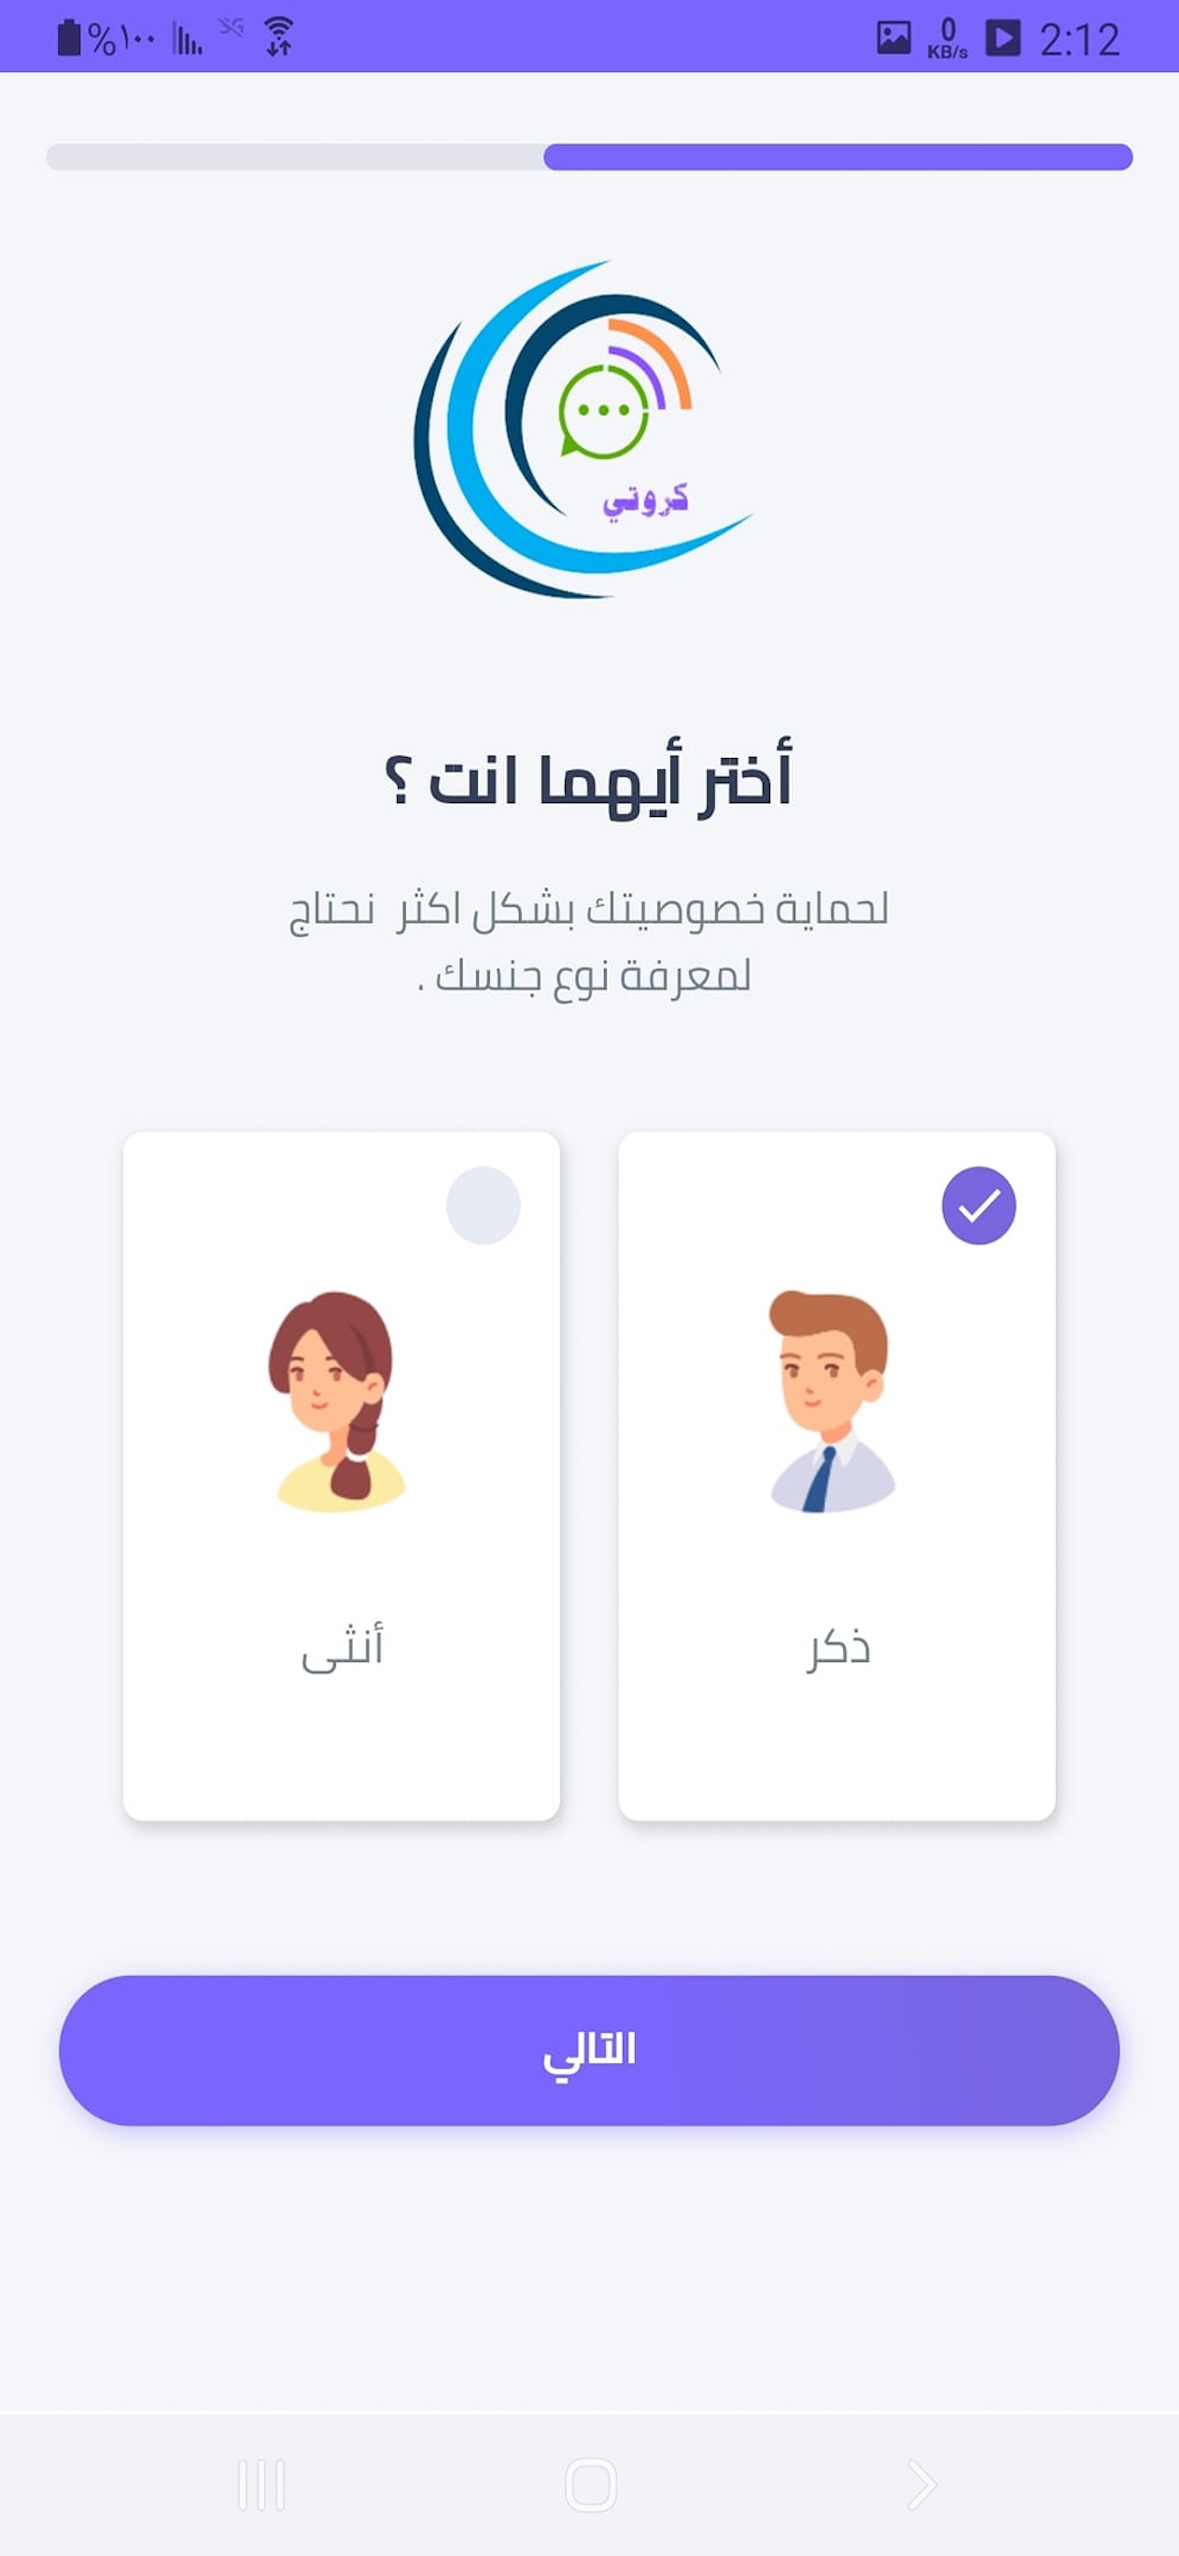 %١٠٠ 3G 0 KB/s 2:12
كروتي
أختر أيهما انت ؟
لحماية خصوصيتك بشكل اكثر نحتاج
لمعرفة نوع جنسك .
ذكر
أنثى
التالي